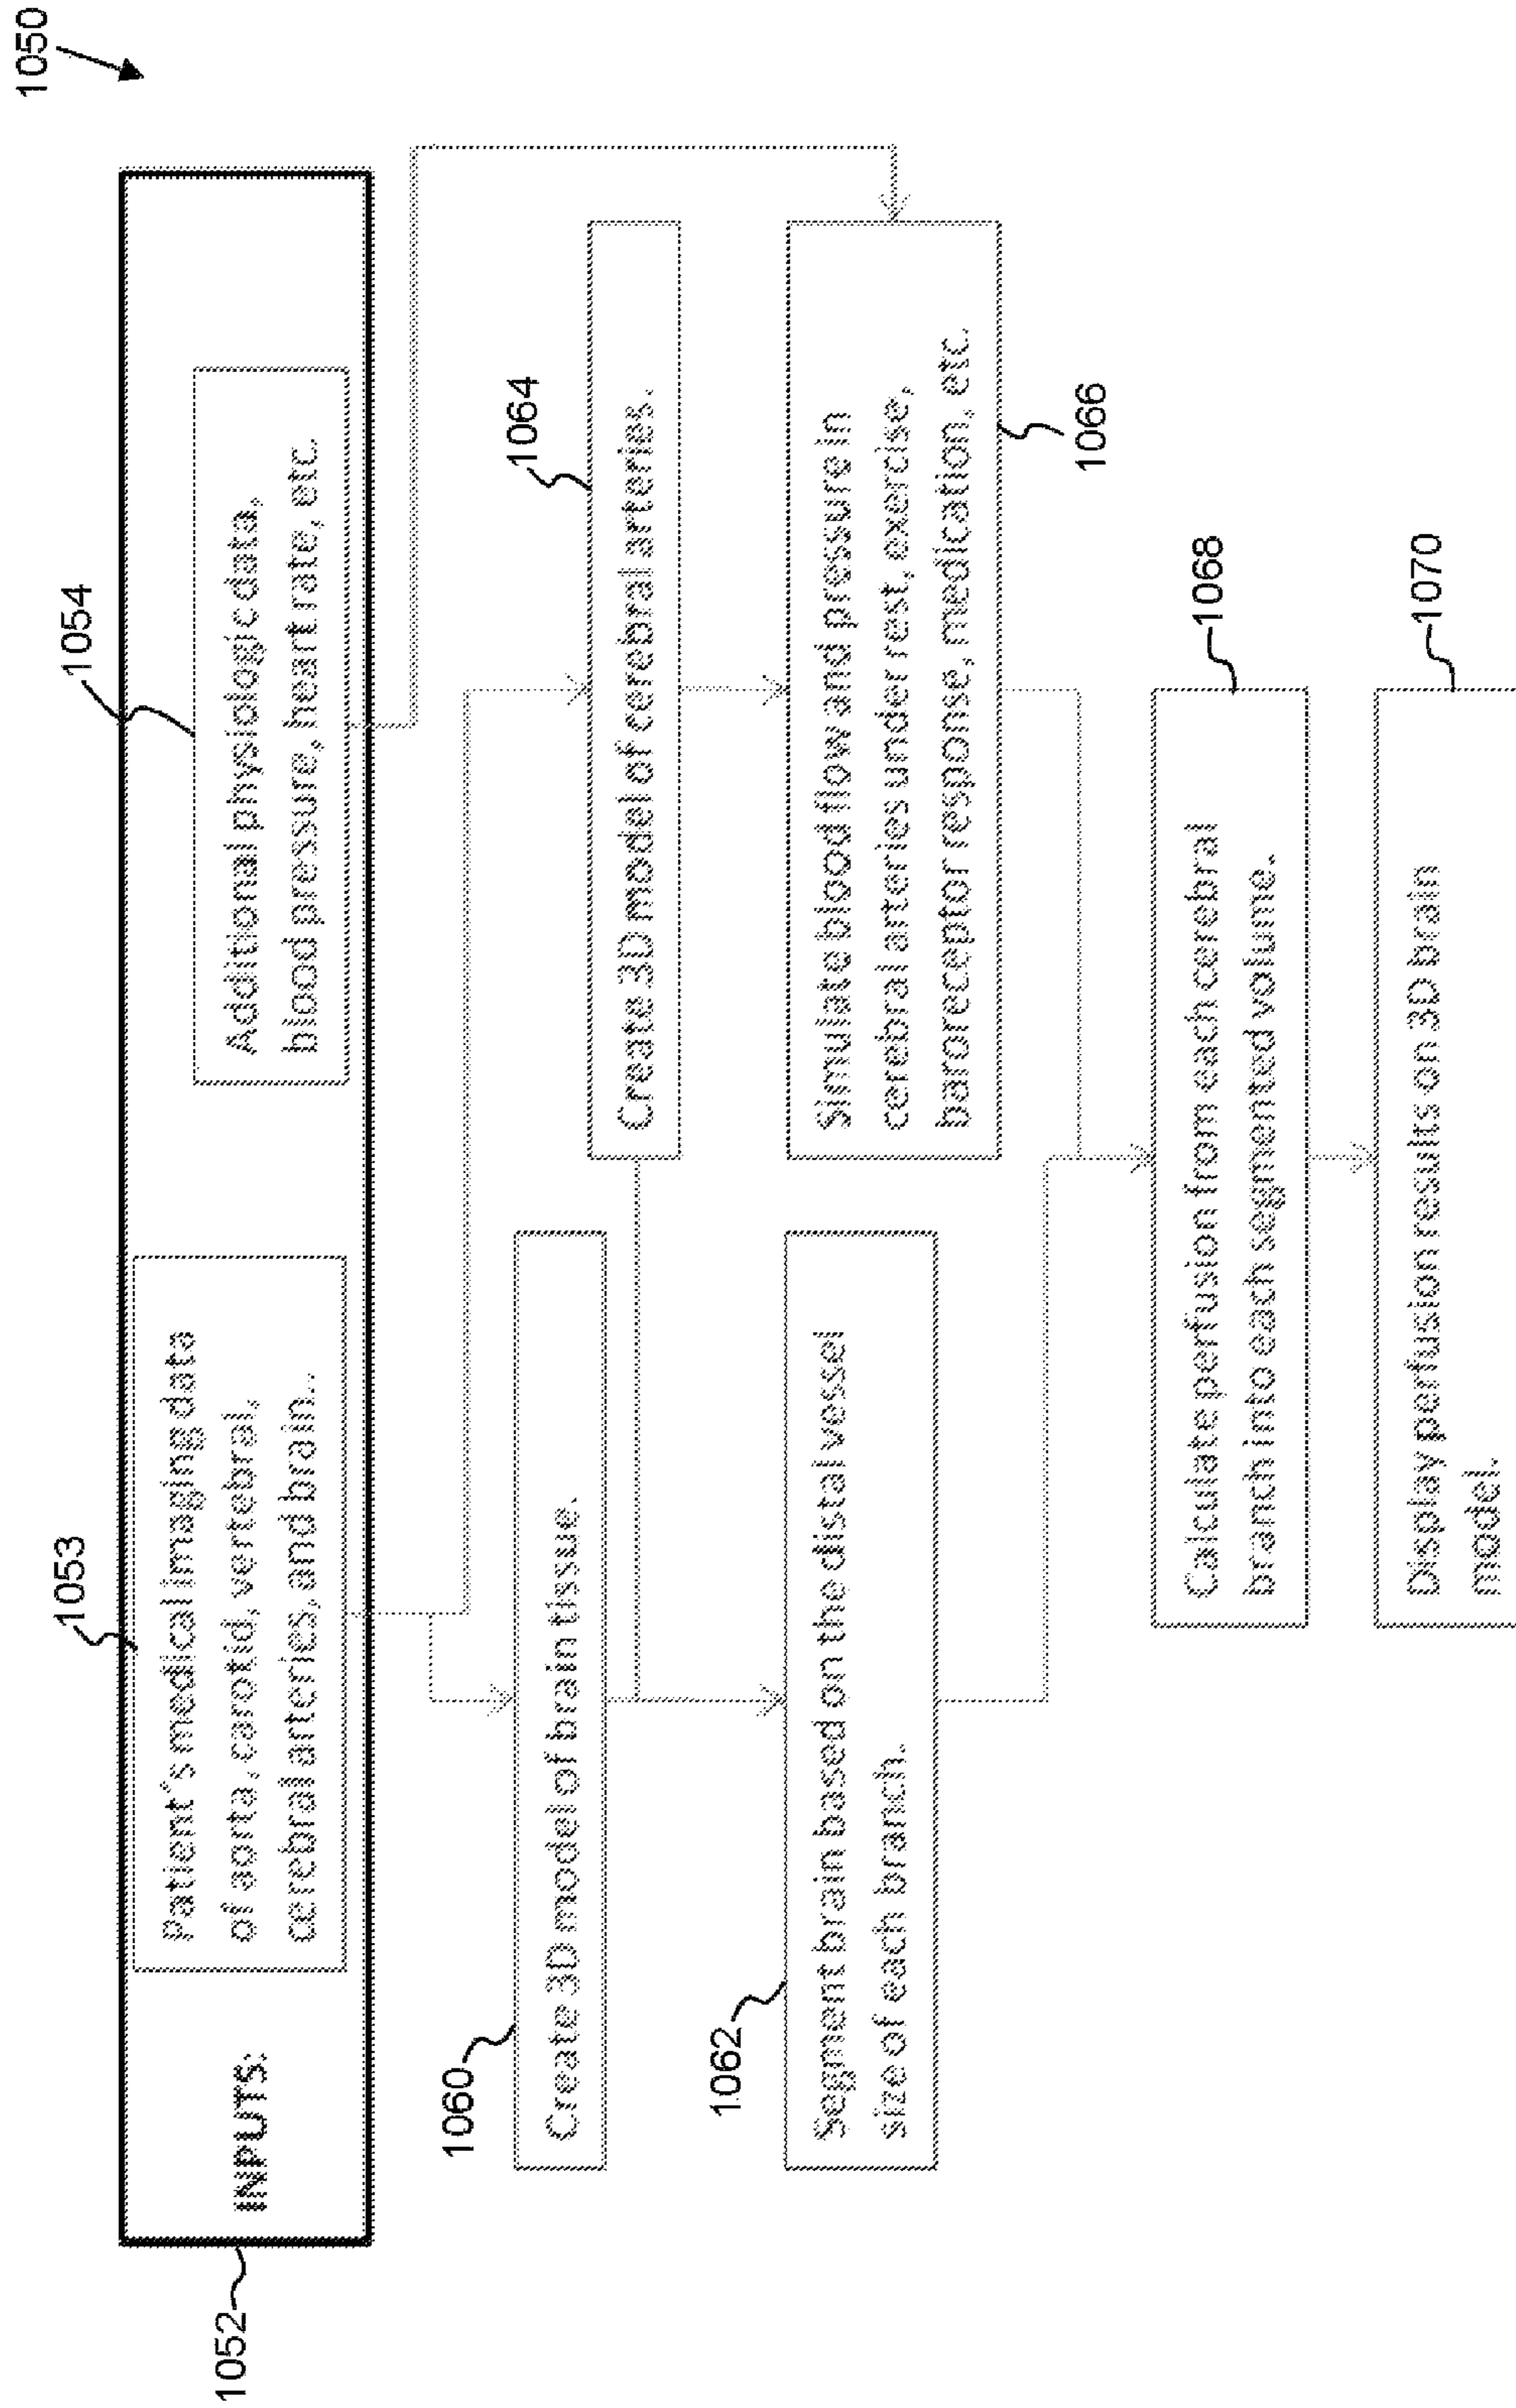 1050
1052
INPUTS:
1053
Patient's medical imaging data
of aorta, carotid, vertebral,
cerebral arteries, and brain..
1054
Additional physiologic data,
blood pressure, heart rate, etc.
1060
Create 3D model of brain tissue.
1064
Create 3D model of cerebral arteries.
1062
Segment brain based on the distal vessel
size of each branch.
Simulate blood flow and pressure in
cerebral arteries under rest, exercise,
baroreceptor response, medication, etc.
1066
1068
Calculate perfusion from each cerebral
branch into each segmented volume.
1070
Display perfusion results on 3D brain
model.